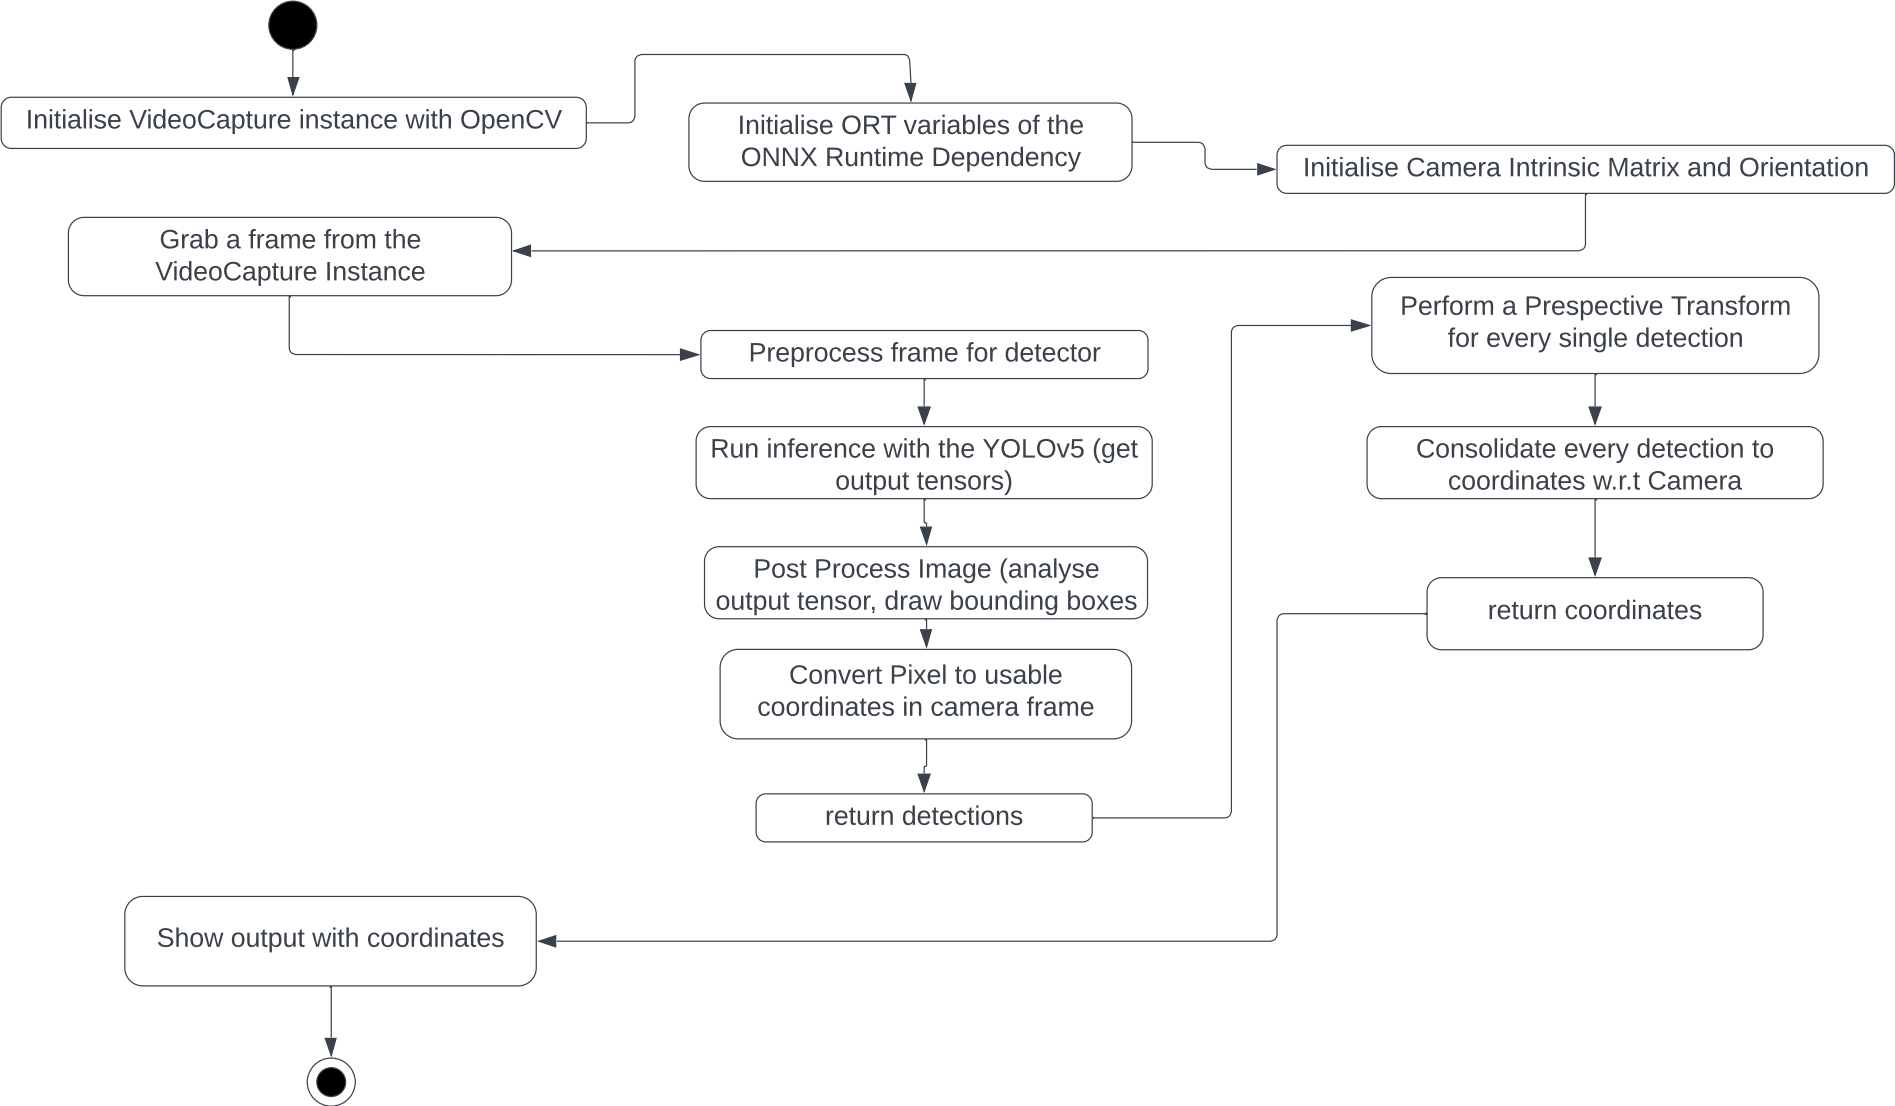 Initialise VideoCapture instance with OpenCV
Initialise ORT variables of the
ONNX Runtime Dependency
Initialise Camera Intrinsic Matrix and Orientation
Grab a frame from the
VideoCapture Instance
Preprocess frame for detector
Run inference with the YOLOv5 (get
output tensors)
Post Process Image (analyse
output tensor, draw bounding boxes
Convert Pixel to usable
coordinates in camera frame
return detections
Perform a Prespective Transform
for every single detection
Consolidate every detection to
coordinates w.r.t Camera
return coordinates
Show output with coordinates